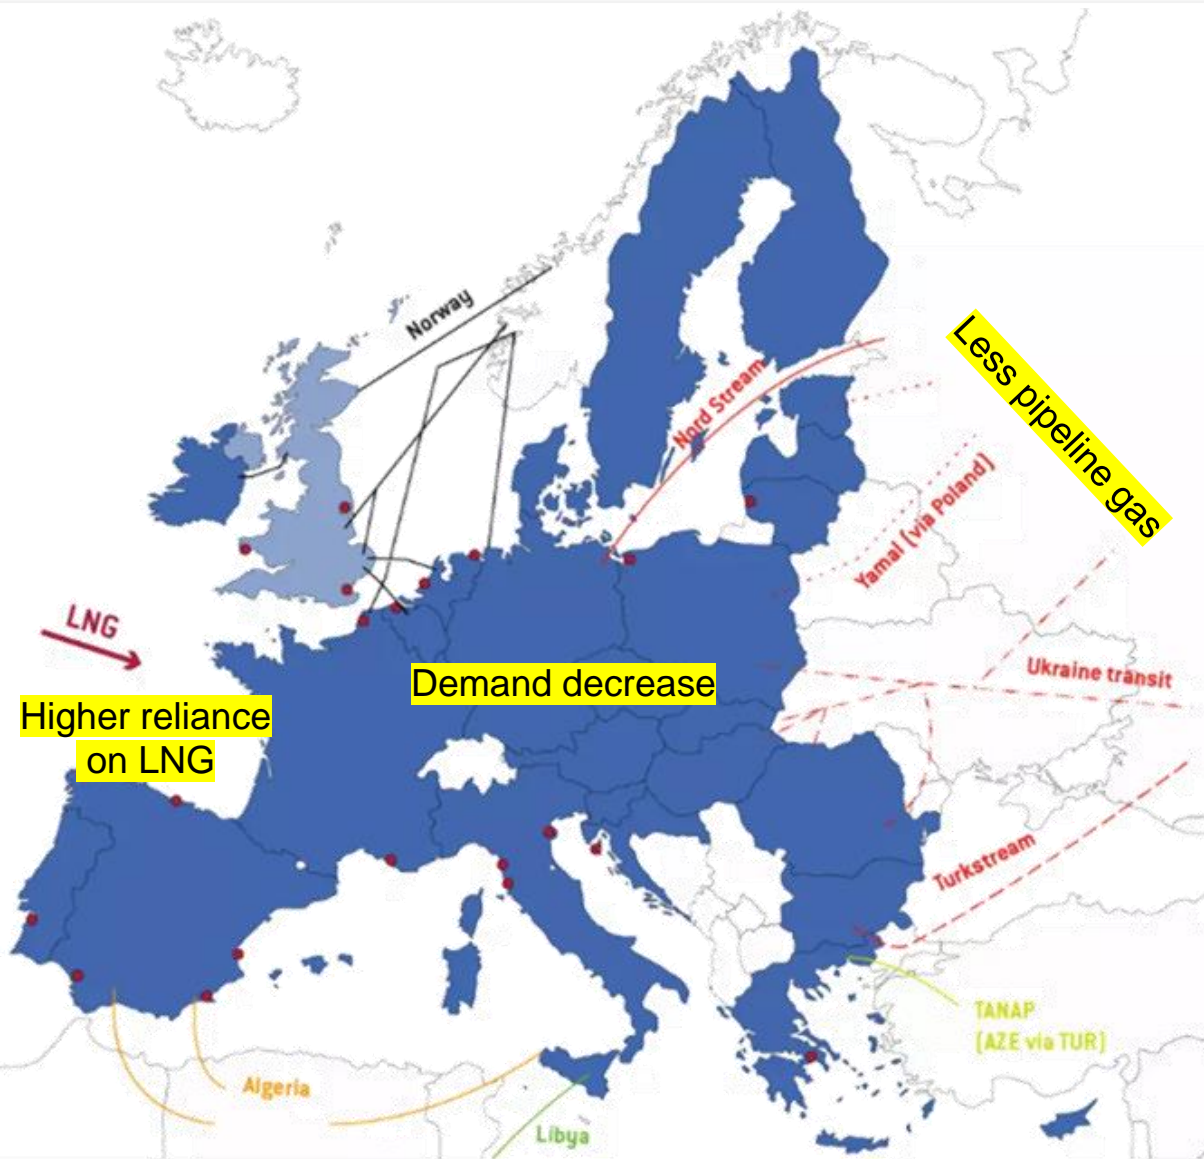 Norway
Nord Stream
Less pipeline gas
Yamal (via Poland)
LNG
Ukraine transit
Demand decrease
Higher reliance
on LNG
Turkstream
TANAP
(AZE via TUR)
Algeria
Libya